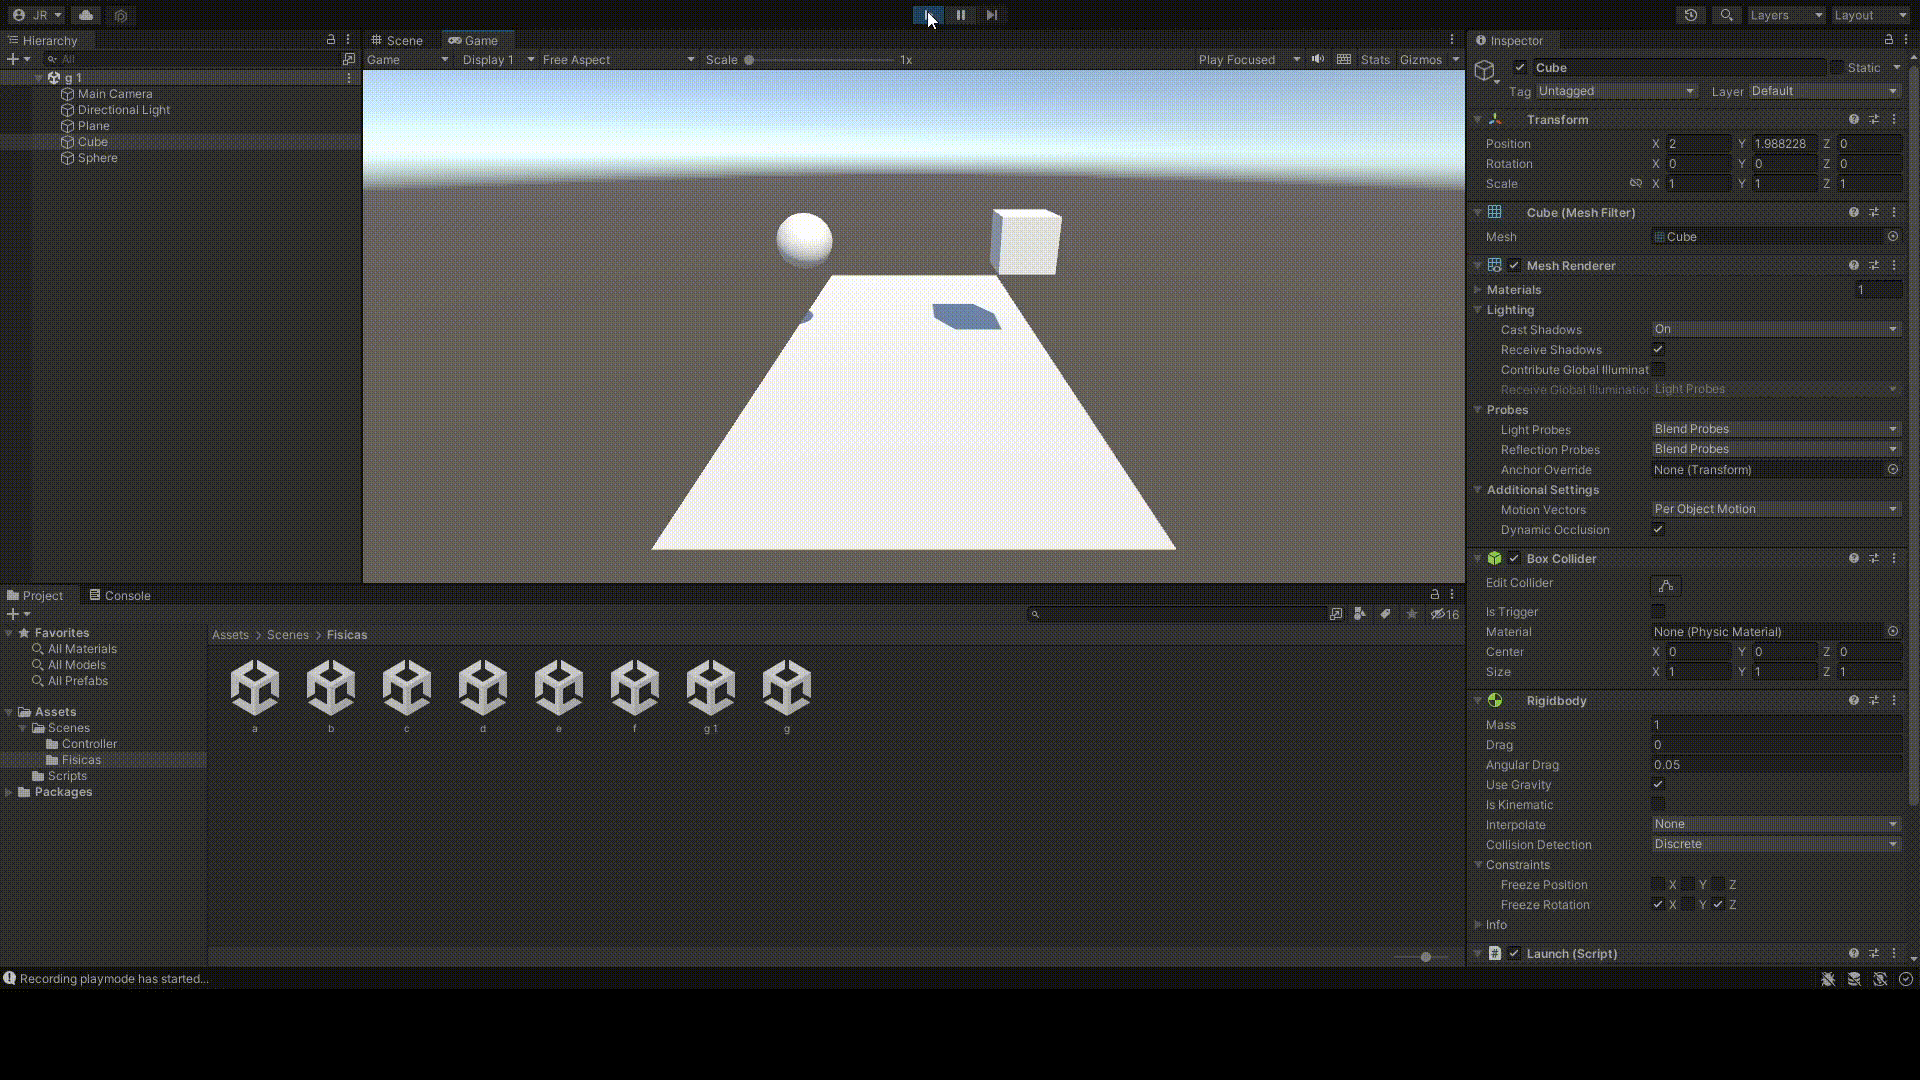 JR
Layers
Layout
Hierarchy
All
g 1
Main Camera
Directional Light
Plane
Cube
Sphere
Scene
Game
Game
Display 1
Free Aspect
Scale
1x
Play Focused
Stats
Gizmos
Inspector
Cube
Static
Tag Untagged
Layer Default
Transform
Position X 2 Y 1.988228 Z 0
Rotation X 0 Y 0 Z 0
Scale X 1 Y 1 Z 1
Cube (Mesh Filter)
Mesh Cube
Mesh Renderer
Materials 1
Lighting
Cast Shadows On
Receive Shadows
Contribute Global Illuminat
Receive Global Illumination Light Probes
Probes
Light Probes Blend Probes
Reflection Probes Blend Probes
Anchor Override None (Transform)
Additional Settings
Motion Vectors Per Object Motion
Dynamic Occlusion
Box Collider
Edit Collider
Is Trigger
Material None (Physic Material)
Center X 0 Y 0 Z 0
Size X 1 Y 1 Z 1
Rigidbody
Mass 1
Drag 0
Angular Drag 0.05
Use Gravity
Is Kinematic
Interpolate None
Collision Detection Discrete
Constraints
Freeze Position X Y Z
Freeze Rotation X Y Z
Info
Launch (Script)
Project
Console
16
Favorites
All Materials
All Models
All Prefabs
Assets
Scenes
Controller
Fisicas
Scripts
Packages
Assets > Scenes > Fisicas
a b c d e f g 1 g
Recording playmode has started...